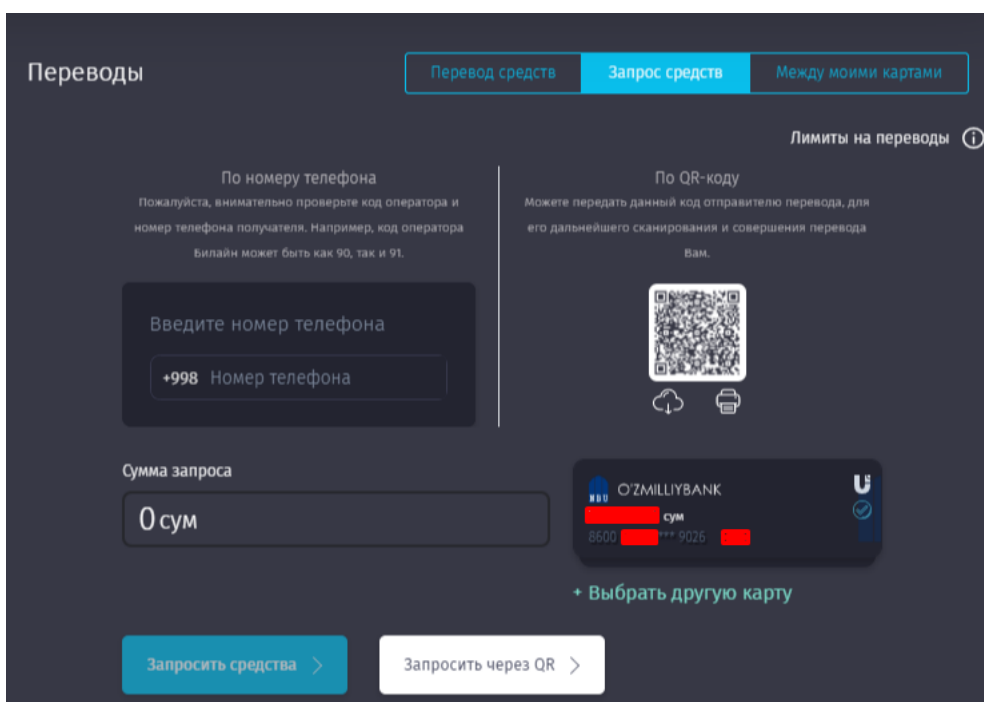 Переводы
Перевод средств
Запрос средств
Между моими картами
Лимиты на переводы
По номеру телефона
Пожалуйста, внимательно проверьте код оператора и
номер телефона получателя. Например, код оператора
Билайн может быть как 90, так и 91.
Введите номер телефона
+998 Номер телефона
По QR-коду
Можете передать данный код отправителю перевода, для
его дальнейшего сканирования и совершения перевода
Вам.
Сумма запроса
0 сум
NBU O'ZMILLIYBANK
сум
8600 *** 9026
+ Выбрать другую карту
Запросить средства
Запросить через QR